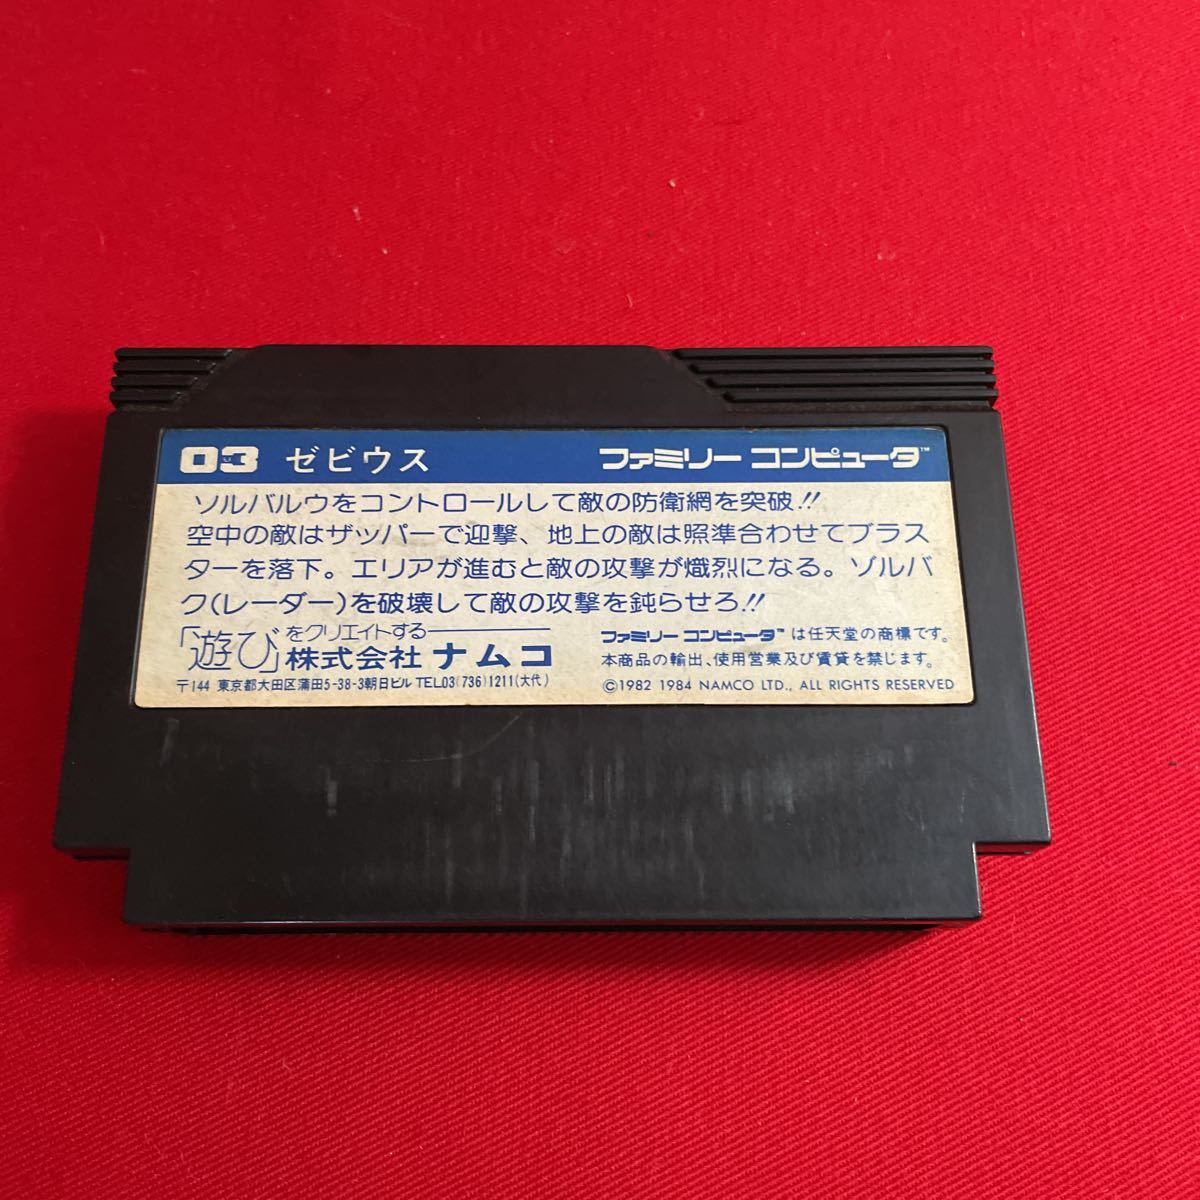 03 ゼビウス ファミリー コンピュータ™
ソルバルウをコントロールして敵の防衛網を突破!!
空中の敵はザッパーで迎撃、地上の敵は照準合わせてブラス
ターを落下。エリアが進むと敵の攻撃が熾烈になる。ゾルバ
ク(レーダー)を破壊して敵の攻撃を鈍らせろ!!
「遊び」をクリエイトする
株式会社 ナムコ
〒144 東京都大田区蒲田5-38-3朝日ビル TEL.03(736)1211(大代)
ファミリー コンピュータ™ は任天堂の商標です。
本商品の輸出、使用営業及び賃貸を禁じます。
©1982 1984 NAMCO LTD., ALL RIGHTS RESERVED